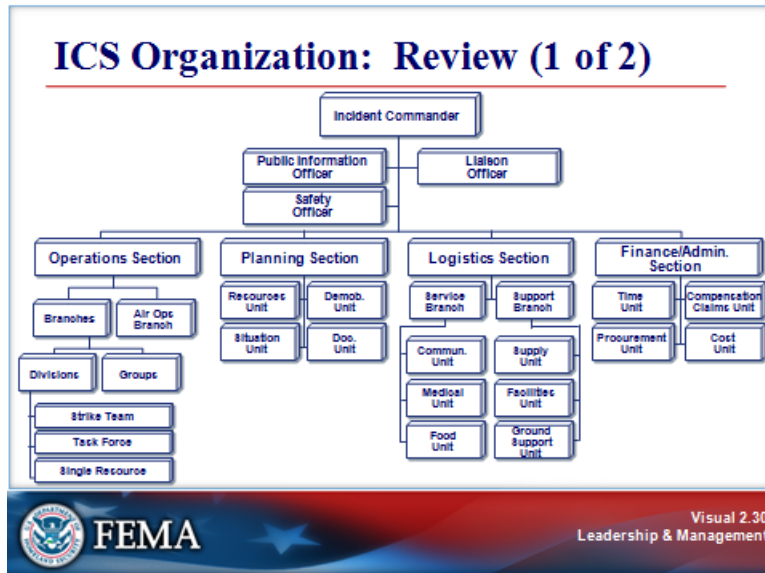 ICS Organization: Review (1 of 2)
Incident Commander
Public Information
Officer
Liaison
Officer
Safety
Officer
Operations Section
Planning Section
Logistics Section
Finance/Admin.
Section
Branches
Air Ops
Branch
Divisions
Groups
Strike Team
Task Force
Single Resource
Resources
Unit
Demob.
Unit
Situation
Unit
Doc.
Unit
Service
Branch
Support
Branch
Commun.
Unit
Supply
Unit
Medical
Unit
Facilities
Unit
Food
Unit
Ground
Support
Unit
Time
Unit
Compensation
Claims Unit
Procurement
Unit
Cost
Unit
FEMA
Visual 2.30
Leadership & Management